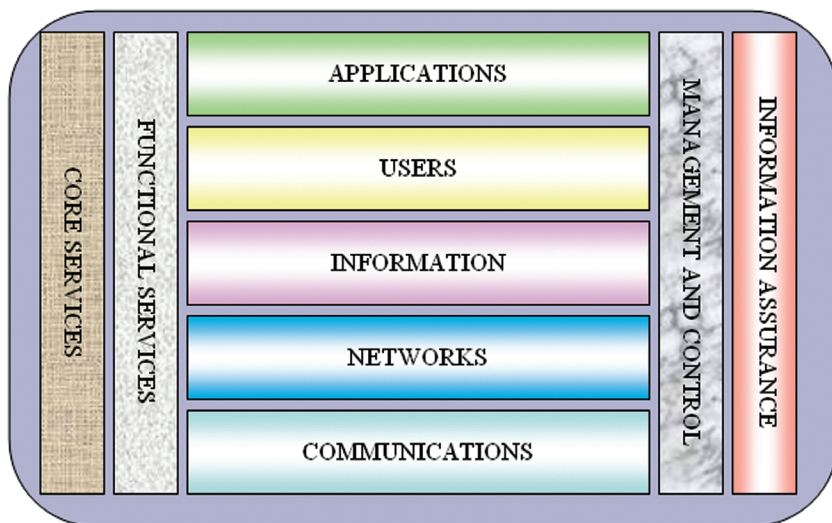 CORE SERVICES
FUNCTIONAL SERVICES
APPLICATIONS
USERS
INFORMATION
NETWORKS
COMMUNICATIONS
MANAGEMENT AND CONTROL
INFORMATION ASSURANCE